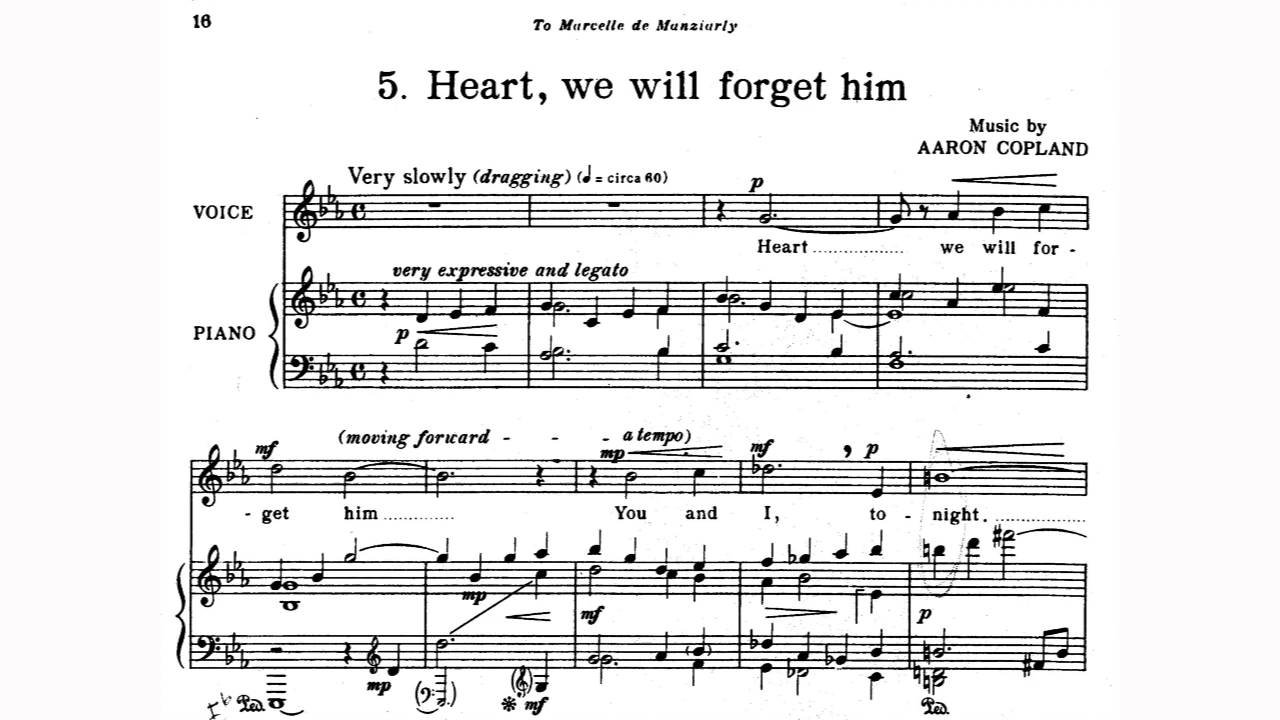 16
To Marcelle de Manziarly
5. Heart, we will forget him
Music by
AARON COPLAND
Very slowly (dragging) (♩ = circa 60)
p
VOICE
Heart.................. we will for -
very expressive and legato
PIANO
p
(moving forward - - - a tempo)
mf mp mf , p
- get him.............. You and I, to - night.................
mp mf p
mp mf
Ped. * Ped.